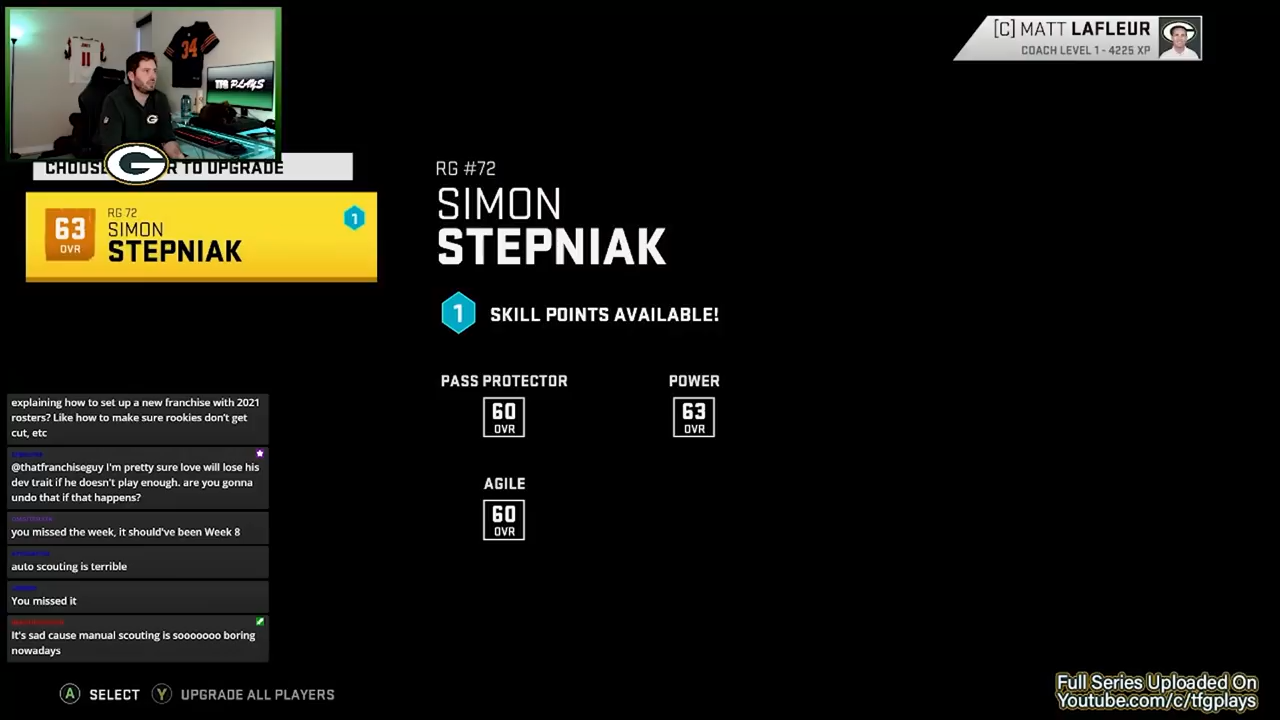 [C] MATT LAFLEUR
COACH LEVEL 1 - 4225 XP
11
34
TFG PLAYS
G
CHOOSE R TO UPGRADE
63
OVR
RG 72
SIMON
STEPNIAK
1
RG #72
SIMON
STEPNIAK
1 SKILL POINTS AVAILABLE!
PASS PROTECTOR
60
OVR
POWER
63
OVR
AGILE
60
OVR
explaining how to set up a new franchise with 2021
rosters? Like how to make sure rookies don't get
cut, etc
@thatfranchiseguy I'm pretty sure love will lose his
dev trait if he doesn't play enough. are you gonna
undo that if that happens?
you missed the week, it should've been Week 8
auto scouting is terrible
You missed it
It's sad cause manual scouting is sooooooo boring
nowadays
A SELECT Y UPGRADE ALL PLAYERS
Full Series Uploaded On
Youtube.com/c/tfgplays